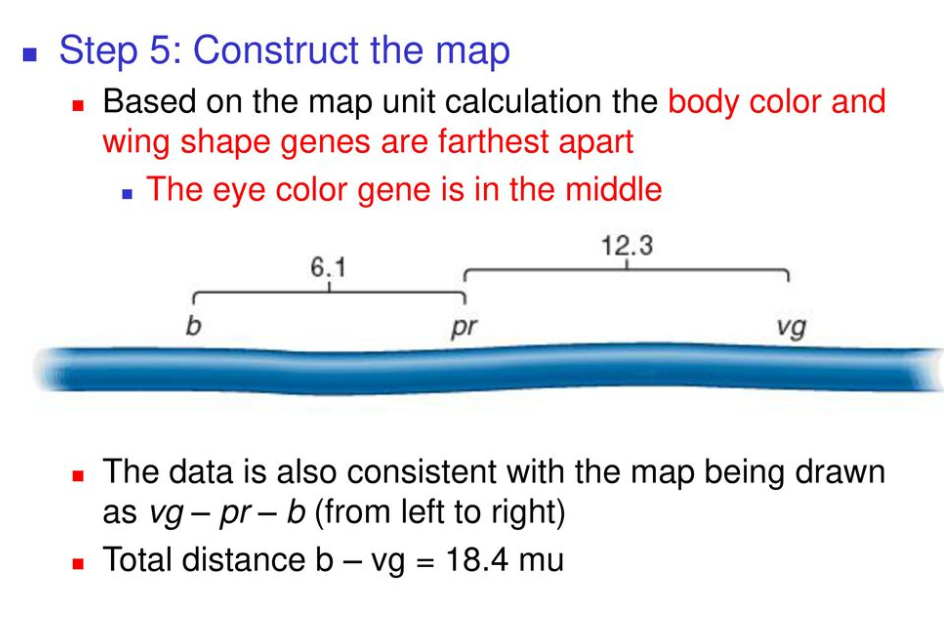 Step 5: Construct the map
Based on the map unit calculation the body color and
wing shape genes are farthest apart
The eye color gene is in the middle
12.3
6.1
b pr vg
The data is also consistent with the map being drawn
as vg – pr – b (from left to right)
Total distance b – vg = 18.4 mu